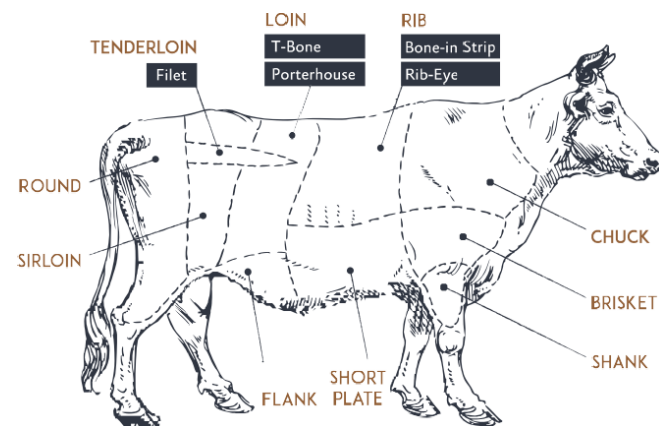 LOIN
T-Bone
Porterhouse
RIB
Bone-in Strip
Rib-Eye
TENDERLOIN
Filet
ROUND
SIRLOIN
CHUCK
BRISKET
SHANK
FLANK
SHORT
PLATE